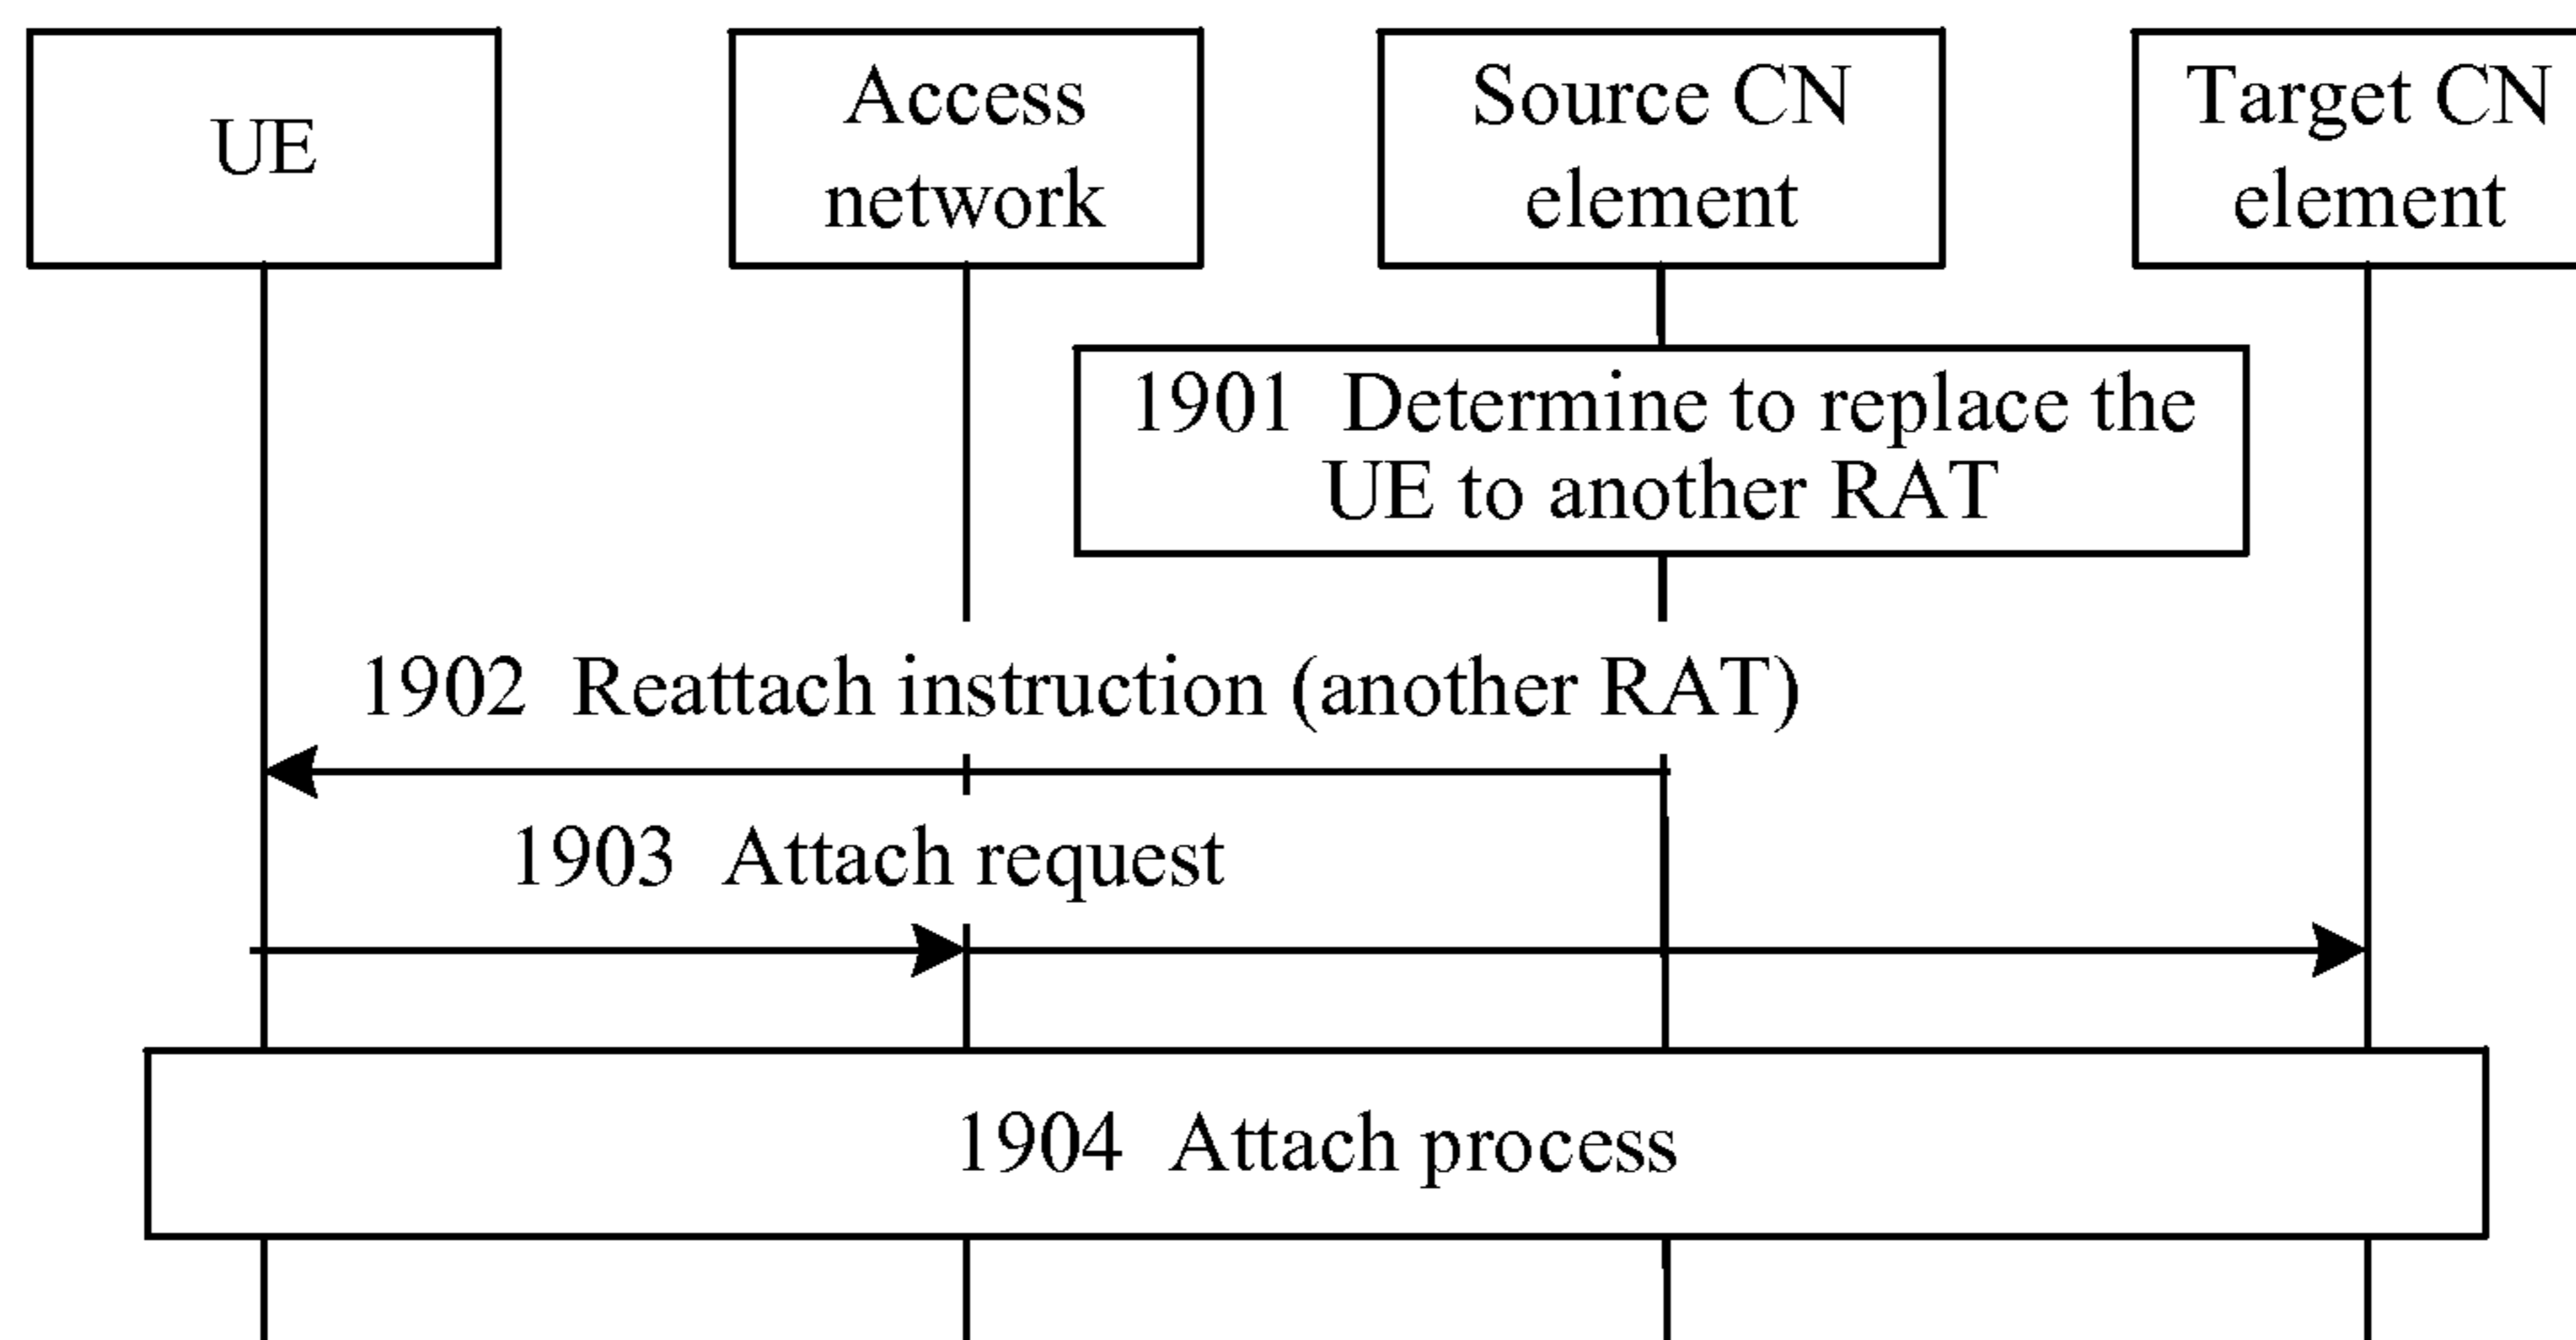 UE
Access
network
Source CN
element
Target CN
element
1901 Determine to replace the
UE to another RAT
1902 Reattach instruction (another RAT)
1903 Attach request
1904 Attach process